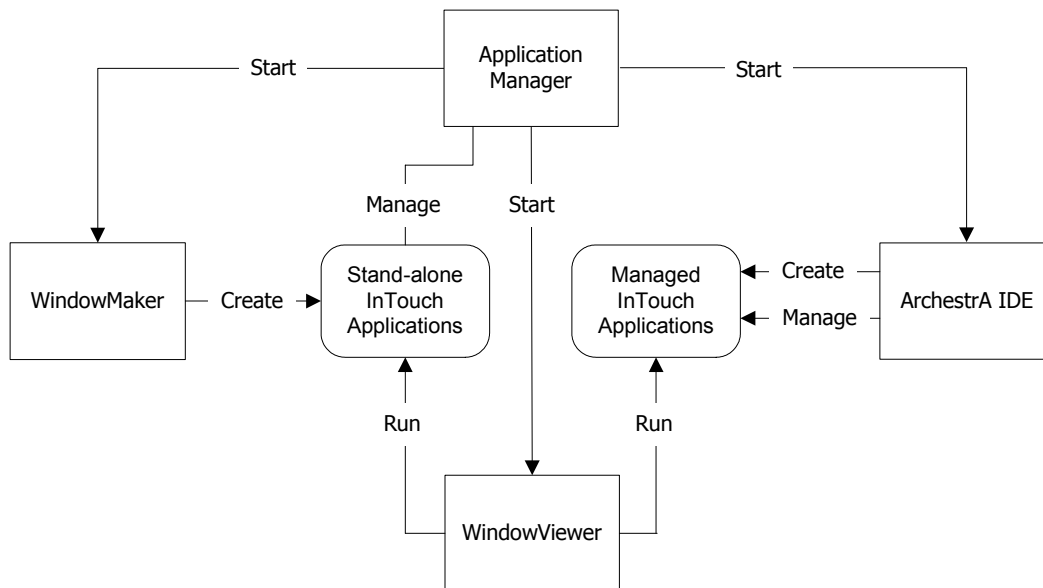 Application
Manager
Start
Start
Manage
Start
WindowMaker
Create
Stand-alone
InTouch
Applications
Managed
InTouch
Applications
Create
Manage
ArchestrA IDE
Run
Run
WindowViewer